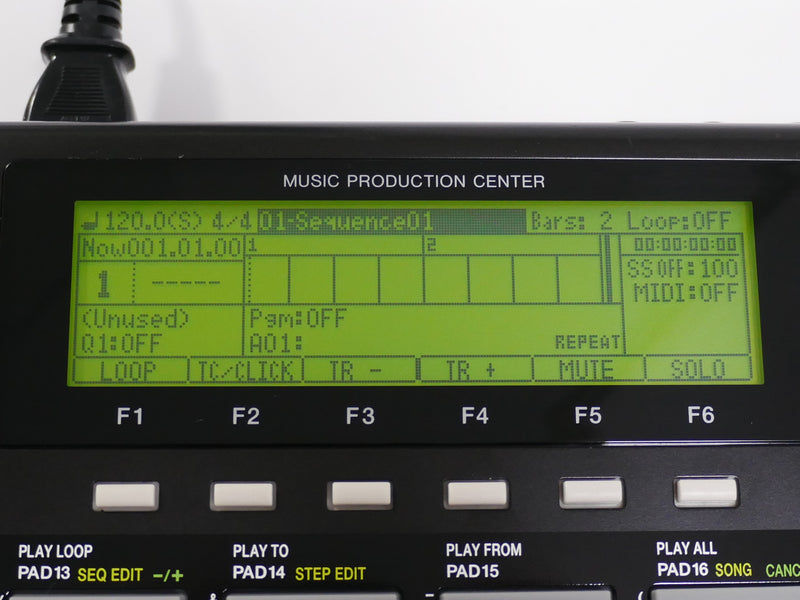 MUSIC PRODUCTION CENTER
♩120.0(S) 4/4 01-Sequence01 Bars: 2 Loop:OFF
Now001.01.00 1 2 00:00:00:00
1 ----- SS OFF:100
MIDI:OFF
(Unused) Pgm:OFF
Q1:OFF A01: REPEAT
LOOP TC/CLICK TR - TR + MUTE SOLO
F1 F2 F3 F4 F5 F6
PLAY LOOP PLAY TO PLAY FROM PLAY ALL
PAD13 SEQ EDIT -/+ PAD14 STEP EDIT PAD15 PAD16 SONG